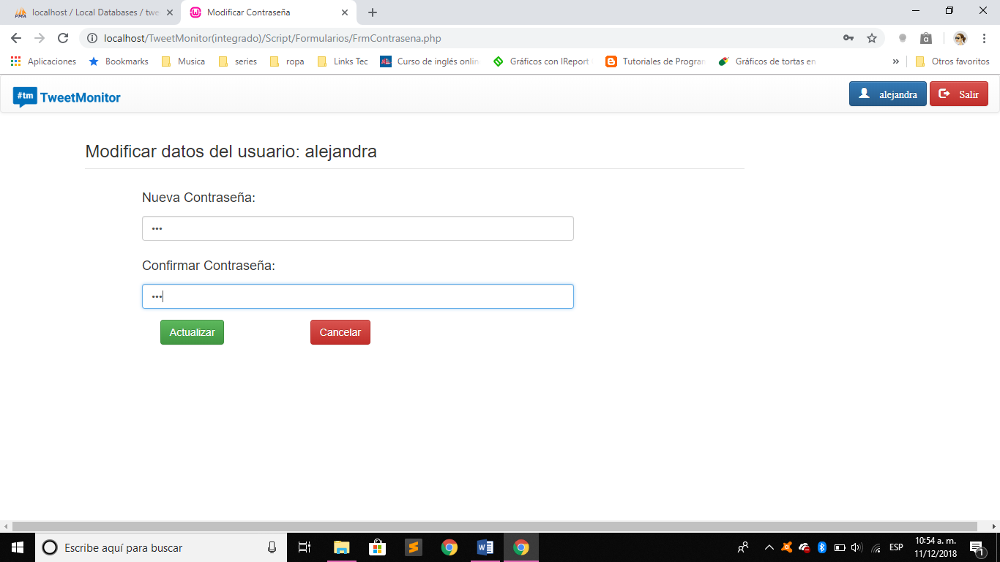 localhost / Local Databases / twe
Modificar Contraseña
localhost/TweetMonitor(integrado)/Script/Formularios/FrmContrasena.php
Aplicaciones
Bookmarks
Musica
series
ropa
Links Tec
Curso de inglés onlin
Gráficos con IReport
Tutoriales de Program
Gráficos de tortas en
»
Otros favoritos
#tm TweetMonitor
alejandra
Salir
Modificar datos del usuario: alejandra
Nueva Contraseña:
•••
Confirmar Contraseña:
•••
Actualizar
Cancelar
Escribe aquí para buscar
ESP
10:54 a. m.
11/12/2018
1